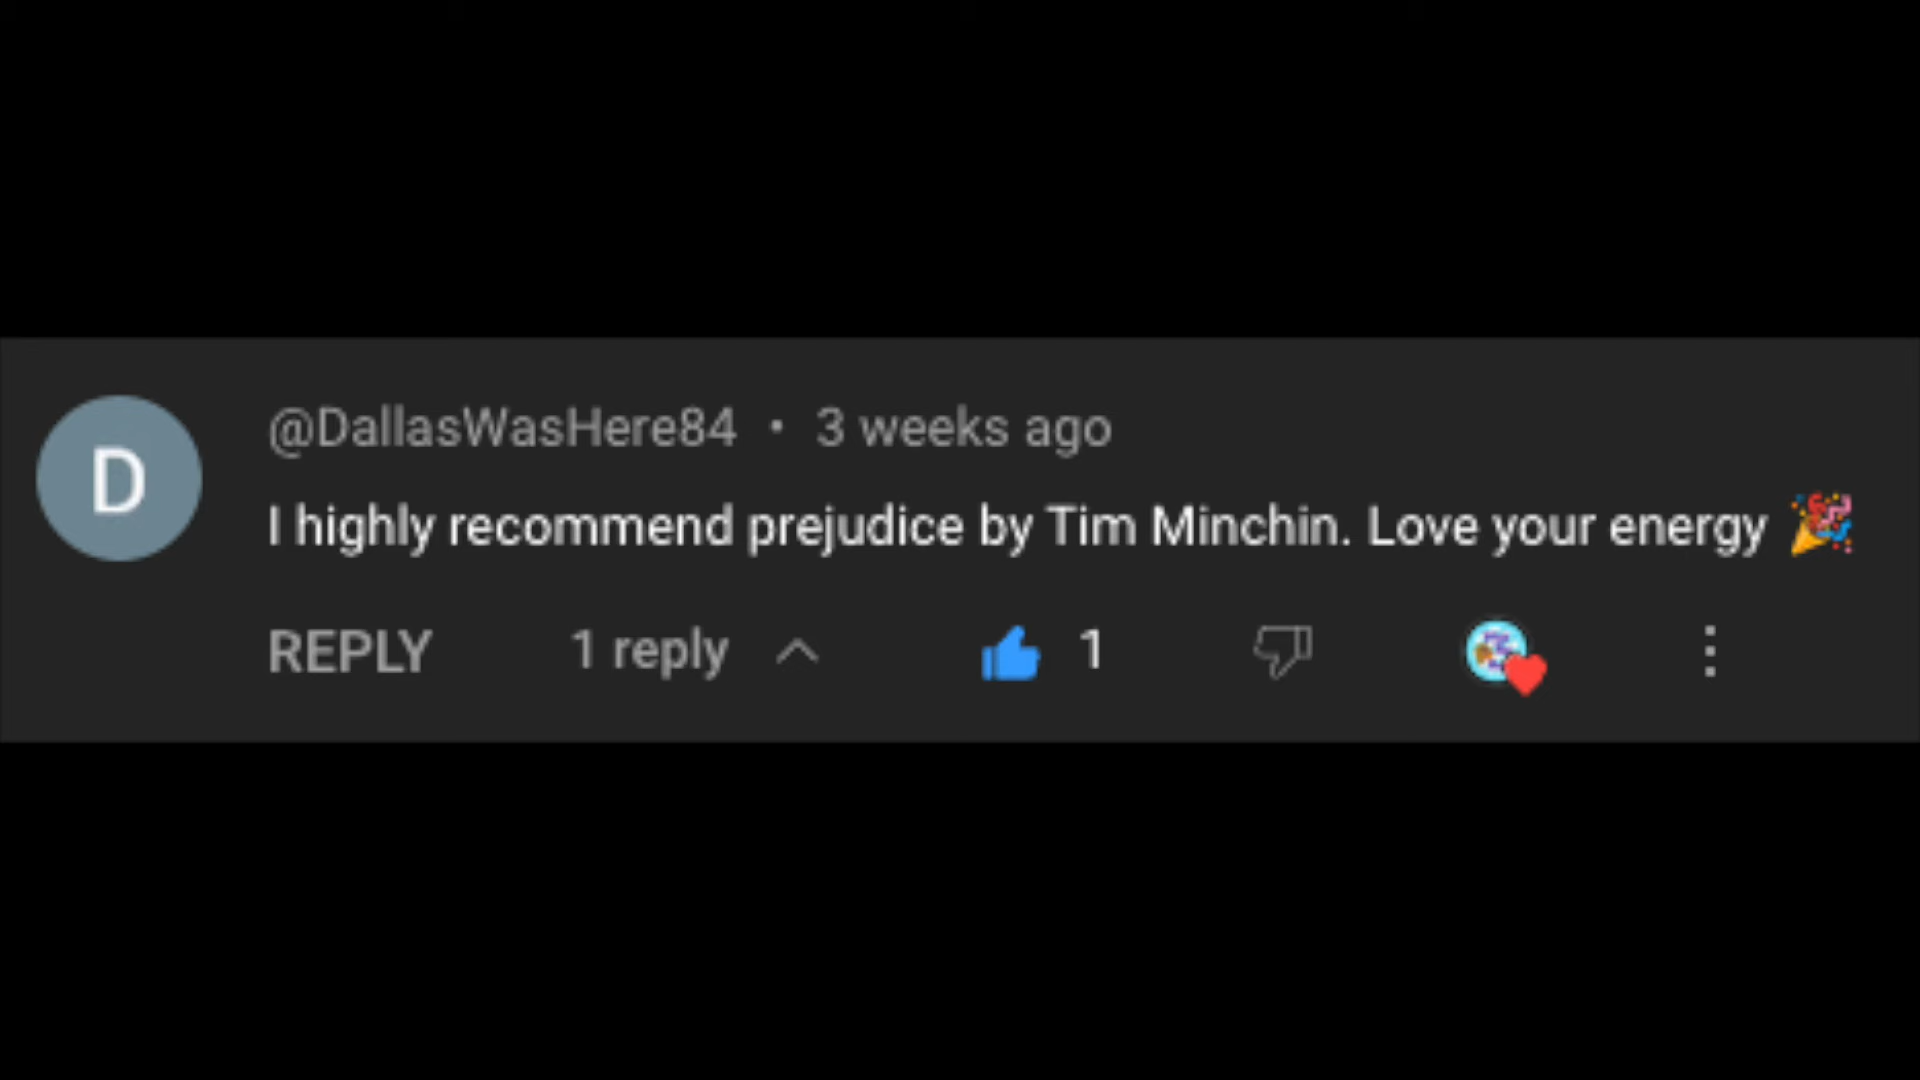 D
@DallasWasHere84 • 3 weeks ago
I highly recommend prejudice by Tim Minchin. Love your energy 🎉
REPLY 1 reply 1